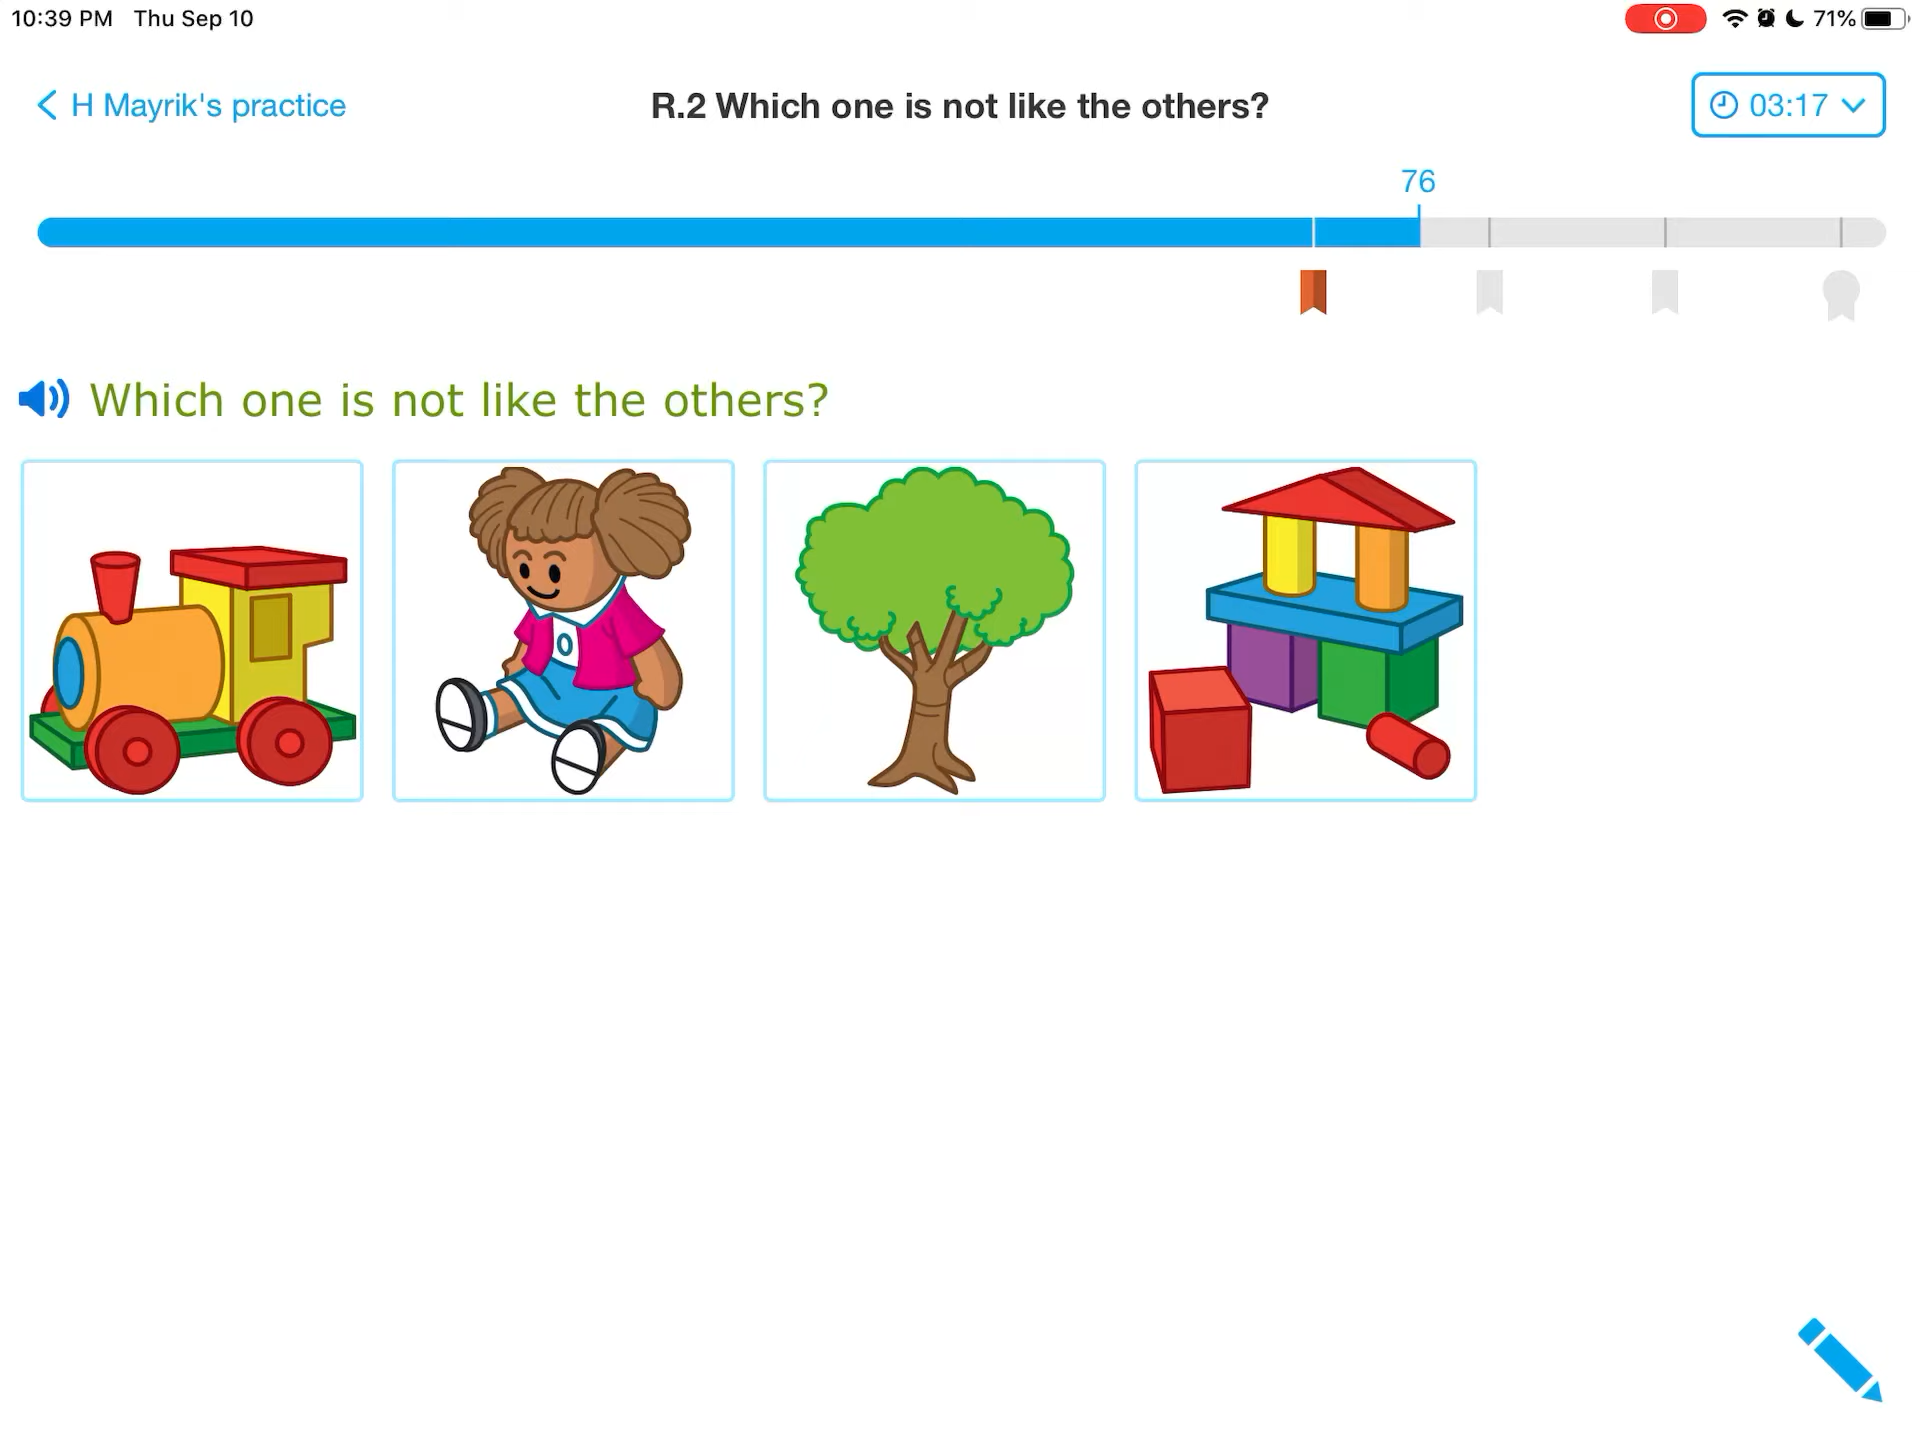 10:39 PM Thu Sep 10
71%
H Mayrik's practice
R.2 Which one is not like the others?
03:17
76
Which one is not like the others?